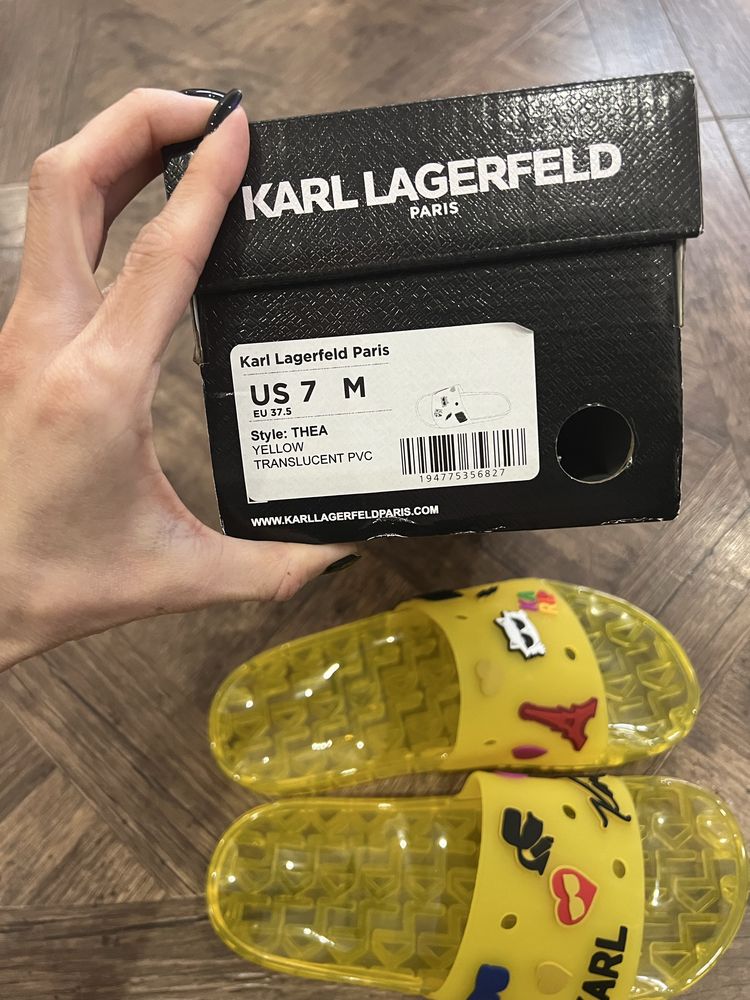 KARL LAGERFELD
PARIS
Karl Lagerfeld Paris
US 7 M
EU 37.5
Style: THEA
YELLOW
TRANSLUCENT PVC
194775356827
WWW.KARLLAGERFELDPARIS.COM
KARL
KARL